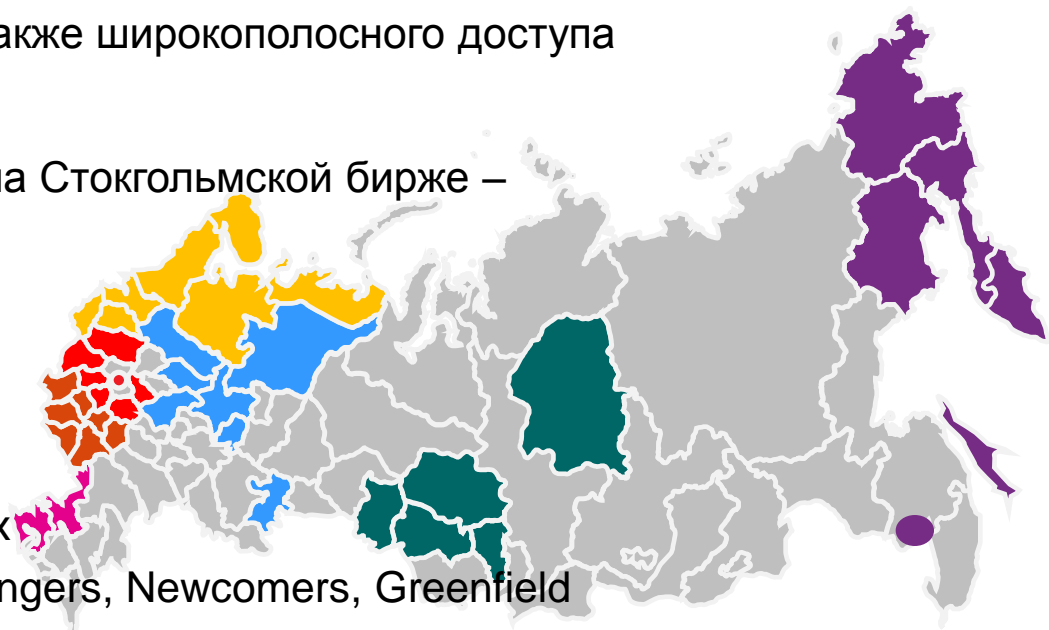 акже широкополосного доступа
на Стокгольмской бирже –
х
ngers, Newcomers, Greenfield